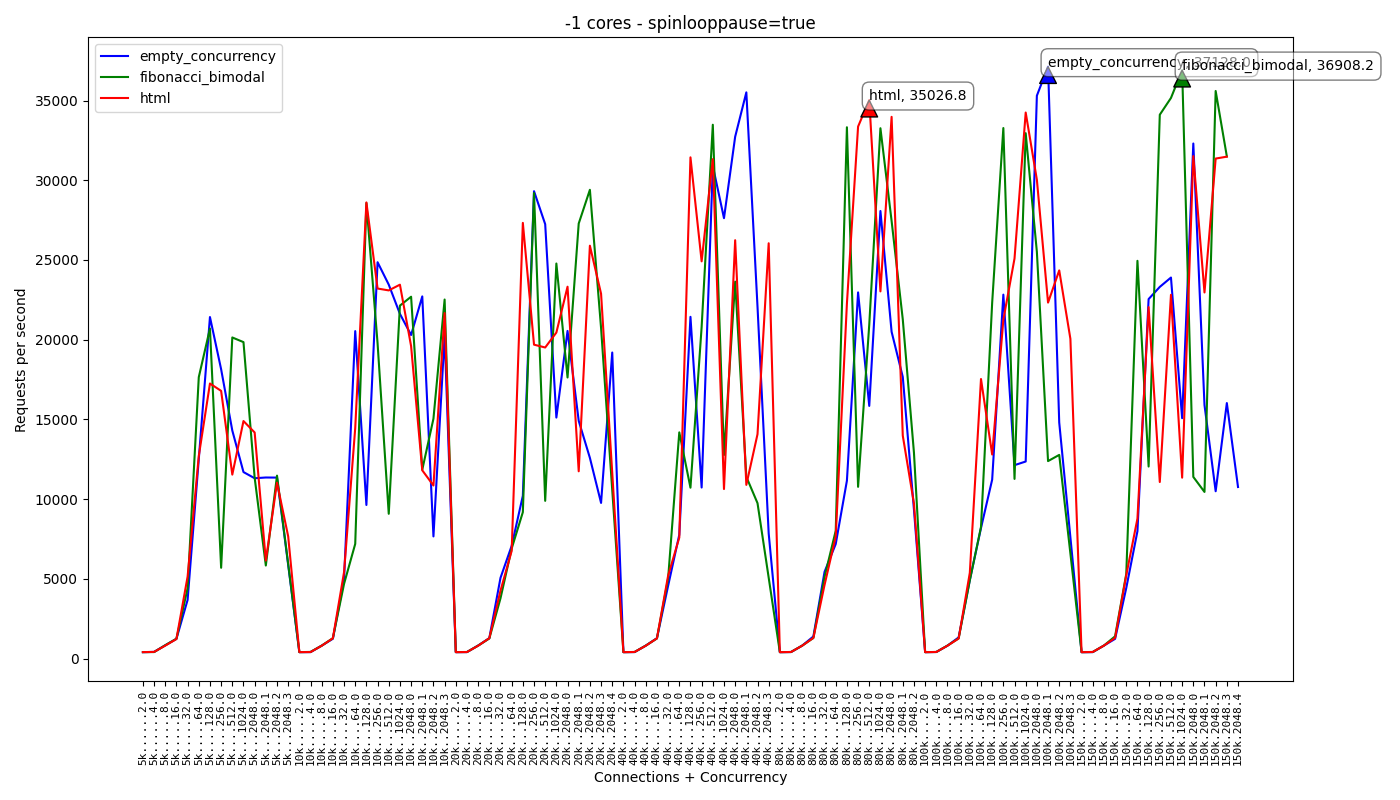 -1 cores - spinlooppause=true
empty_concurrency
fibonacci_bimodal
html
html, 35026.8
empty_concurrency, 37128.0
fibonacci_bimodal, 36908.2
Requests per second
35000
30000
25000
20000
15000
10000
5000
0
5k......2.0
5k......4.0
5k......8.0
5k.....16.0
5k.....32.0
5k.....64.0
5k....128.0
5k....256.0
5k....512.0
5k...1024.0
5k...2048.0
5k...2048.1
5k...2048.2
5k...2048.3
10k.....2.0
10k.....4.0
10k.....8.0
10k....16.0
10k....32.0
10k....64.0
10k...128.0
10k...256.0
10k...512.0
10k..1024.0
10k..2048.0
10k..2048.1
10k..2048.2
10k..2048.3
20k.....2.0
20k.....4.0
20k.....8.0
20k....16.0
20k....32.0
20k....64.0
20k...128.0
20k...256.0
20k...512.0
20k..1024.0
20k..2048.0
20k..2048.1
20k..2048.2
20k..2048.3
20k..2048.4
40k.....2.0
40k.....4.0
40k.....8.0
40k....16.0
40k....32.0
40k....64.0
40k...128.0
40k...256.0
40k...512.0
40k..1024.0
40k..2048.0
40k..2048.1
40k..2048.2
40k..2048.3
80k.....2.0
80k.....4.0
80k.....8.0
80k....16.0
80k....32.0
80k....64.0
80k...128.0
80k...256.0
80k...512.0
80k..1024.0
80k..2048.0
80k..2048.1
80k..2048.2
100k....2.0
100k....4.0
100k....8.0
100k...16.0
100k...32.0
100k...64.0
100k..128.0
100k..256.0
100k..512.0
100k.1024.0
100k.2048.0
100k.2048.1
100k.2048.2
100k.2048.3
150k....2.0
150k....4.0
150k....8.0
150k...16.0
150k...32.0
150k...64.0
150k..128.0
150k..256.0
150k..512.0
150k.1024.0
150k.2048.0
150k.2048.1
150k.2048.2
150k.2048.3
150k.2048.4
Connections + Concurrency